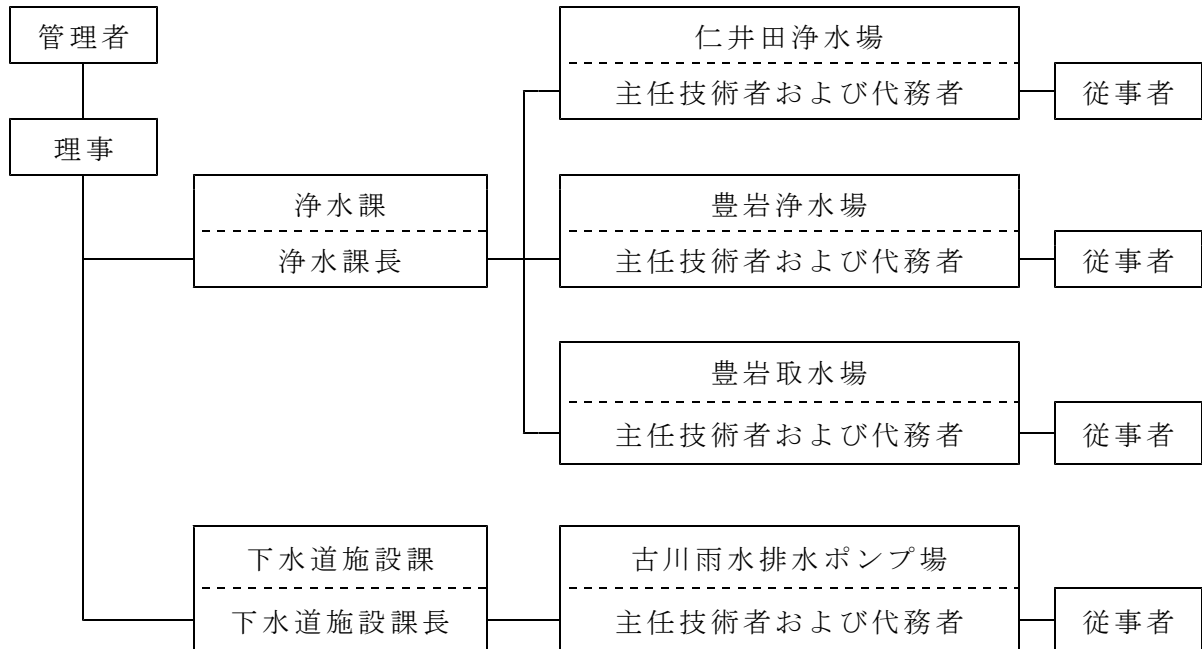 管理者
理事
浄水課
浄水課長
仁井田浄水場
主任技術者および代務者
従事者
豊岩浄水場
主任技術者および代務者
従事者
豊岩取水場
主任技術者および代務者
従事者
下水道施設課
下水道施設課長
古川雨水排水ポンプ場
主任技術者および代務者
従事者